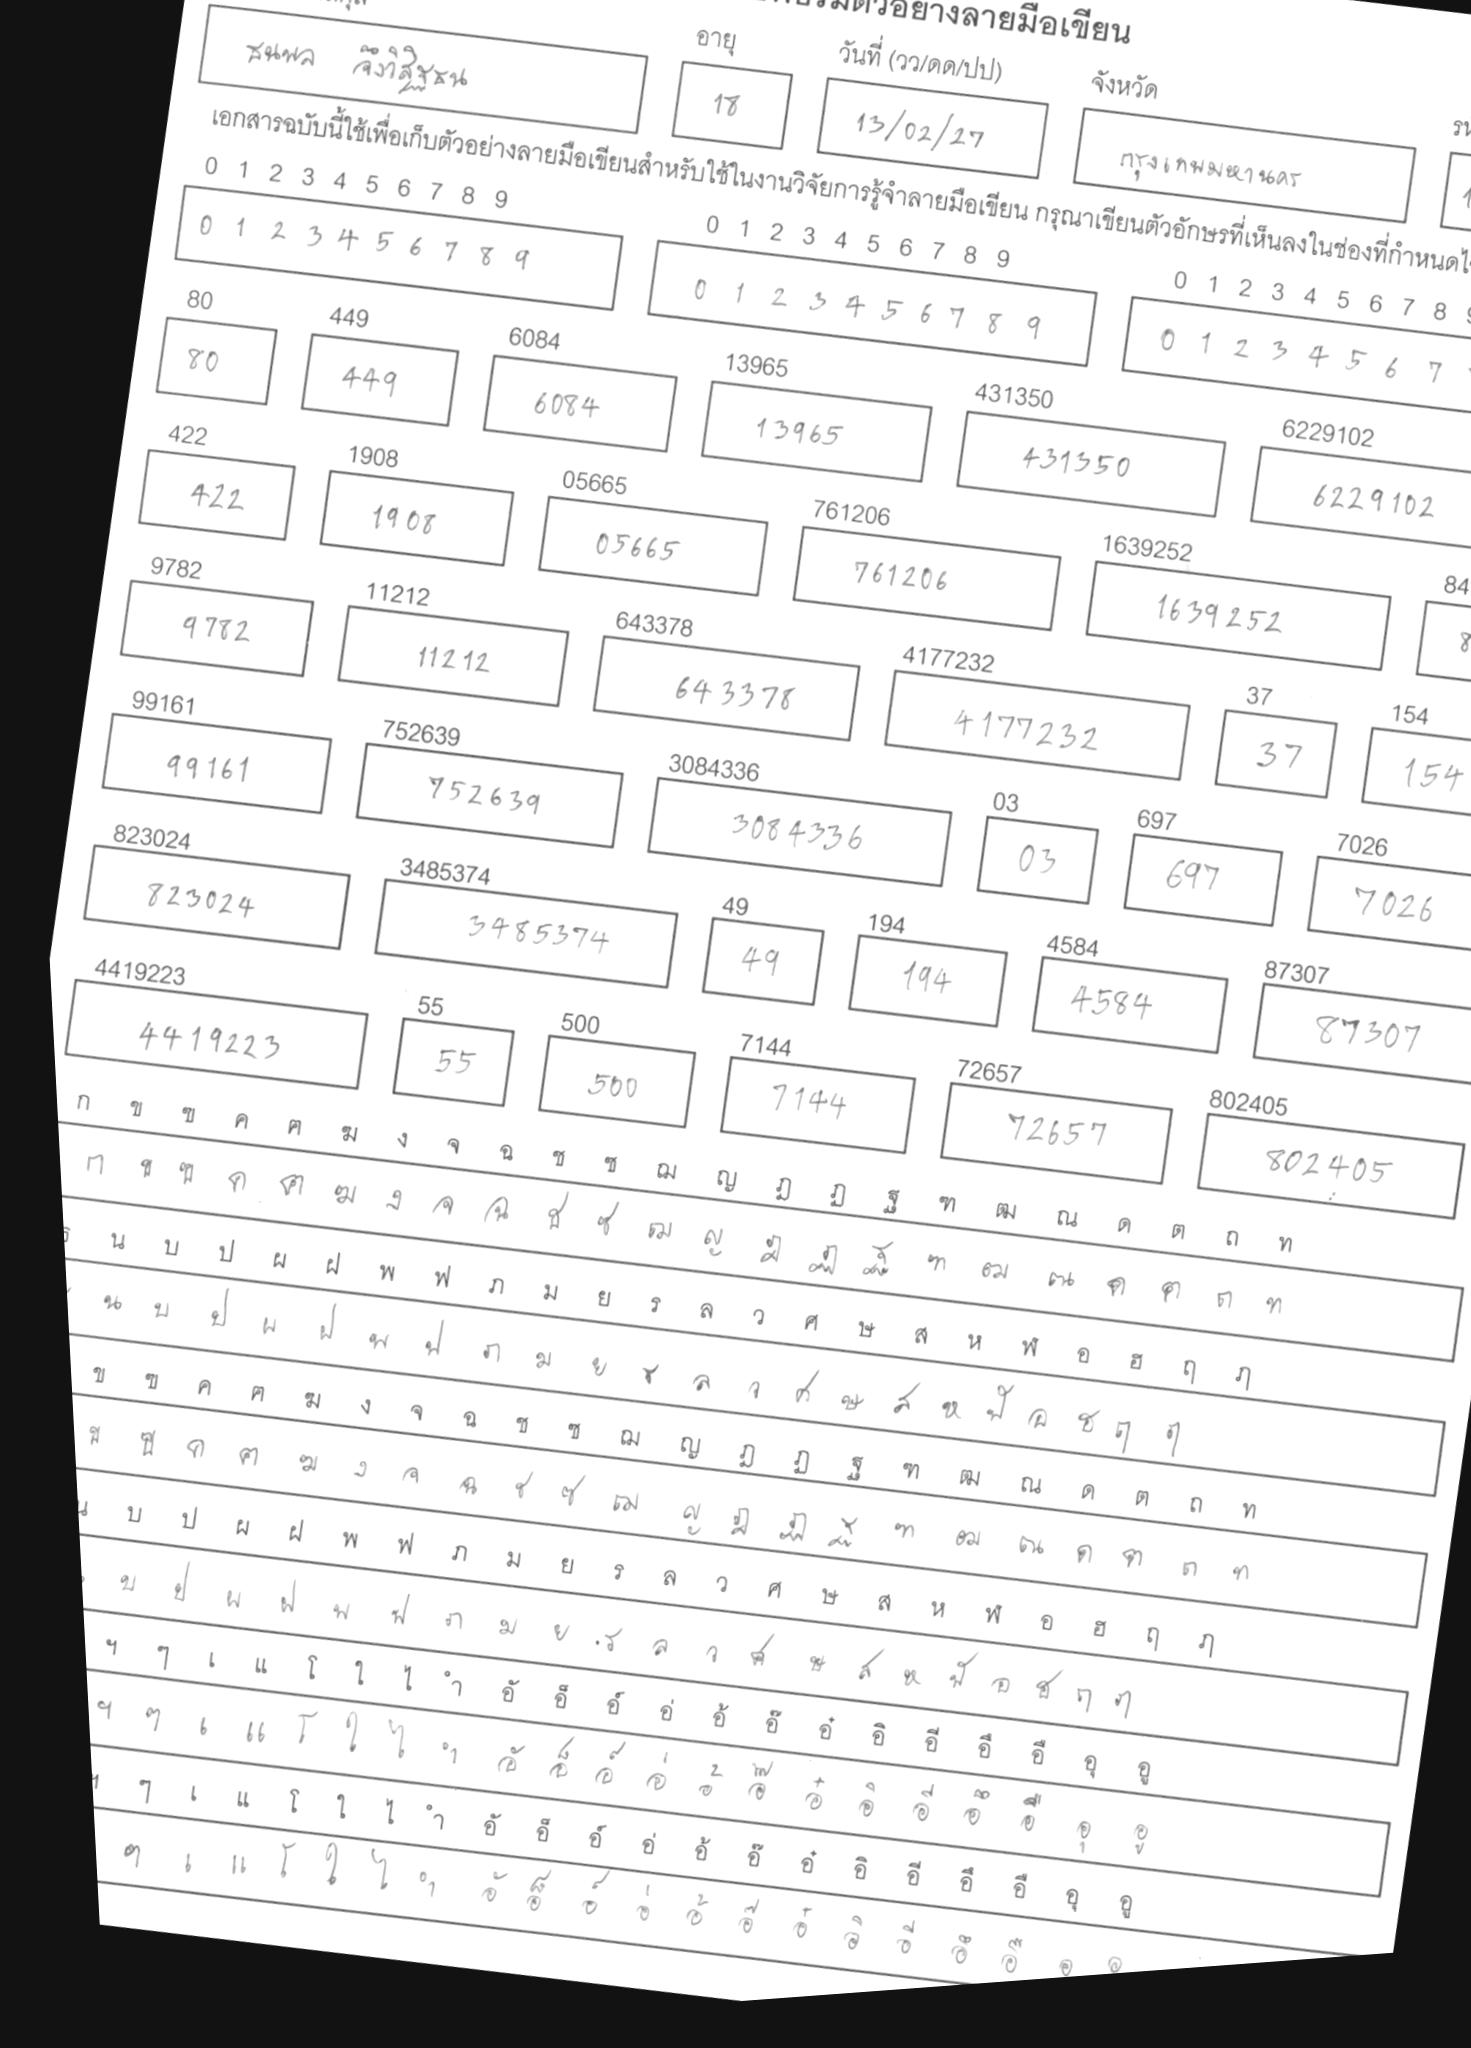 ตัวอย่างลายมือเขียน
อายุ วันที่ (วว/ดด/ปป) จังหวัด
ธนพล จึงวิสิฐธน 18 13/02/27 กรุงเทพมหานคร
เอกสารฉบับนี้ใช้เพื่อเก็บตัวอย่างลายมือเขียนสำหรับใช้ในงานวิจัยการรู้จำลายมือเขียน กรุณาเขียนตัวอักษรที่เห็นลงในช่องที่กำหนด
0 1 2 3 4 5 6 7 8 9 0 1 2 3 4 5 6 7 8 9 0 1 2 3 4 5 6 7 8 9
0 1 2 3 4 5 6 7 8 9 0 1 2 3 4 5 6 7 8 9 0 1 2 3 4 5 6 7
80 449 6084 13965 431350 6229102
80 449 6084 13965 431350 6229102
422 1908 05665 761206 1639252 84
422 1908 05665 761206 1639252 8
9782 11212 643378 4177232 37 154
9782 11212 643378 4177232 37 154
99161 752639 3084336 03 697 7026
99161 752639 3084336 03 697 7026
823024 3485374 49 194 4584 87307
823024 3485374 49 194 4584 87307
4419223 55 500 7144 72657 802405
4419223 55 500 7144 72657 802405
ก ข ฃ ค ฅ ฆ ง จ ฉ ช ซ ฌ ญ ฎ ฏ ฐ ฑ ฒ ณ ด ต ถ ท
ก ข ฃ ค ฅ ฆ ง จ ฉ ช ซ ฌ ญ ฎ ฏ ฐ ฑ ฒ ณ ด ต ถ ท
ธ น บ ป ผ ฝ พ ฟ ภ ม ย ร ล ว ศ ษ ส ห ฬ อ ฮ ฤ ฦ
น บ ป ผ ฝ พ ฟ ภ ม ย ร ล ว ศ ษ ส ห ฬ อ ฮ ฤ ฦ
ข ฃ ค ฅ ฆ ง จ ฉ ช ซ ฌ ญ ฎ ฏ ฐ ฑ ฒ ณ ด ต ถ ท
ข ฃ ค ฅ ฆ ง จ ฉ ช ซ ฌ ญ ฎ ฏ ฐ ฑ ฒ ณ ด ต ถ ท
น บ ป ผ ฝ พ ฟ ภ ม ย ร ล ว ศ ษ ส ห ฬ อ ฮ ฤ ฦ
บ ป ผ ฝ พ ฟ ภ ม ย ร ล ว ศ ษ ส ห ฬ อ ฮ ฤ ฦ
ฯ ๆ เ แ โ ใ ไ ำ อั อ็ อ์ อ่ อ้ อ๊ อ๋ อิ อี อึ อื อุ อู
ฯ ๆ เ แ โ ใ ไ ำ อั อ็ อ์ อ่ อ้ อ๊ อ๋ อิ อี อึ อื อุ อู
ฯ ๆ เ แ โ ใ ไ ำ อั อ็ อ์ อ่ อ้ อ๊ อ๋ อิ อี อึ อื อุ อู
ๆ เ แ โ ใ ไ ำ อั อ็ อ์ อ่ อ้ อ๊ อ๋ อิ อี อึ อื อ อ